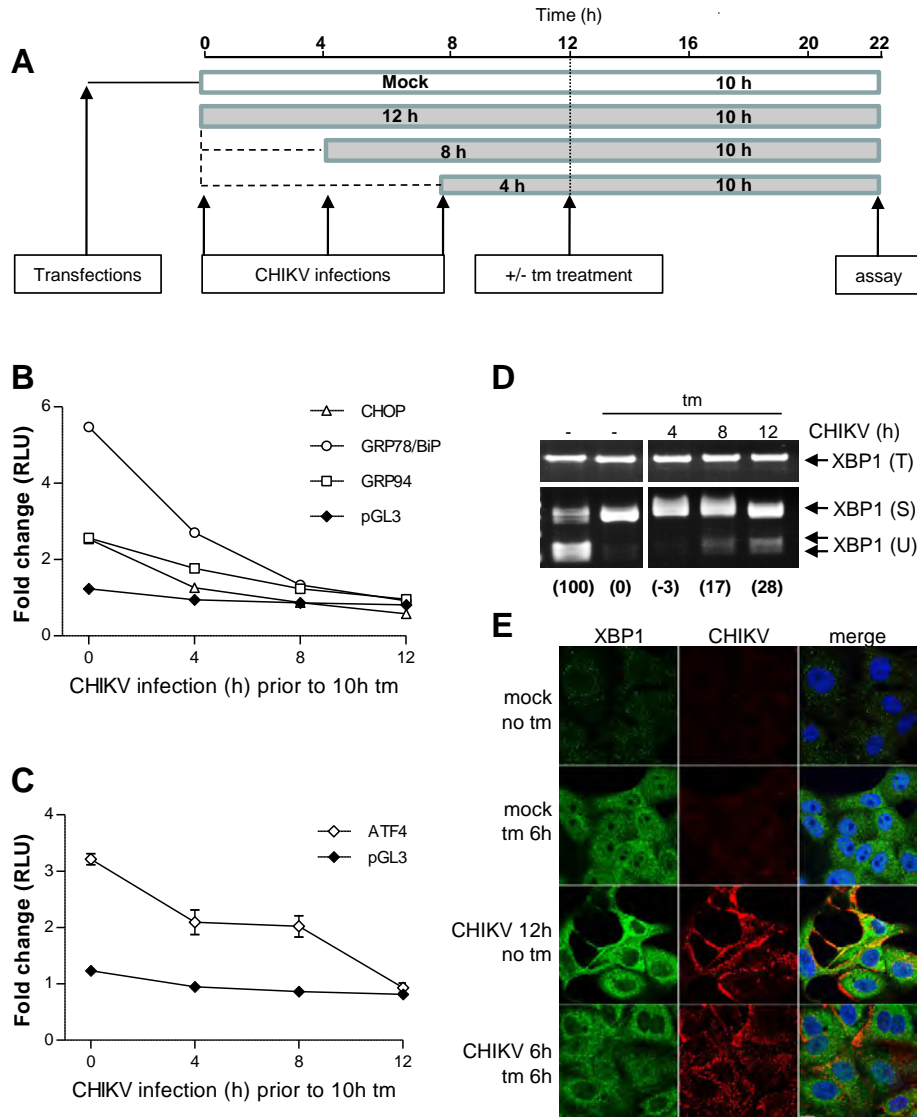 Time (h)
0 4 8 12 16 20 22
A
Mock 10 h
12 h 10 h
8 h 10 h
4 h 10 h
Transfections
CHIKV infections
+/- tm treatment
assay
B
Fold change (RLU)
6
4
2
0
0 4 8 12
CHIKV infection (h) prior to 10h tm
CHOP
GRP78/BiP
GRP94
pGL3
C
Fold change (RLU)
4
3
2
1
0
0 4 8 12
CHIKV infection (h) prior to 10h tm
ATF4
pGL3
D
tm
- - 4 8 12 CHIKV (h)
XBP1 (T)
XBP1 (S)
XBP1 (U)
(100) (0) (-3) (17) (28)
E
XBP1 CHIKV merge
mock
no tm
mock
tm 6h
CHIKV 12h
no tm
CHIKV 6h
tm 6h